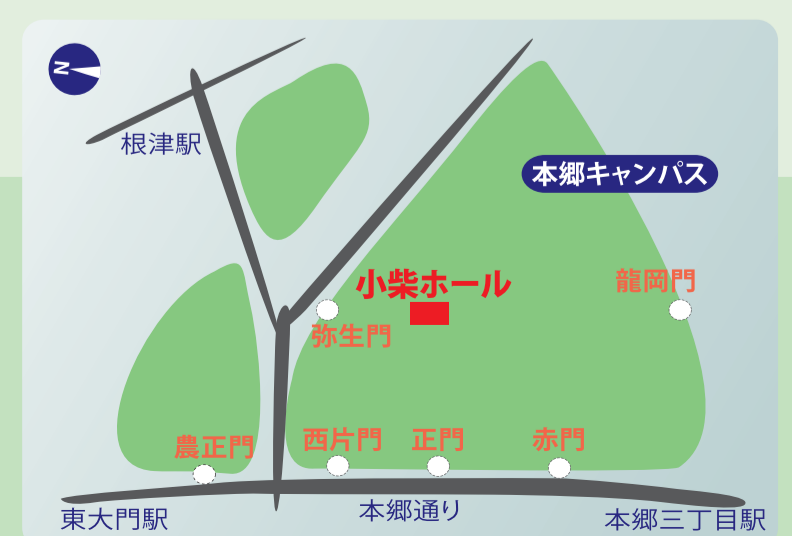 N
根津駅
本郷キャンパス
小柴ホール
龍岡門
弥生門
農正門
西片門
正門
赤門
東大門駅
本郷通り
本郷三丁目駅